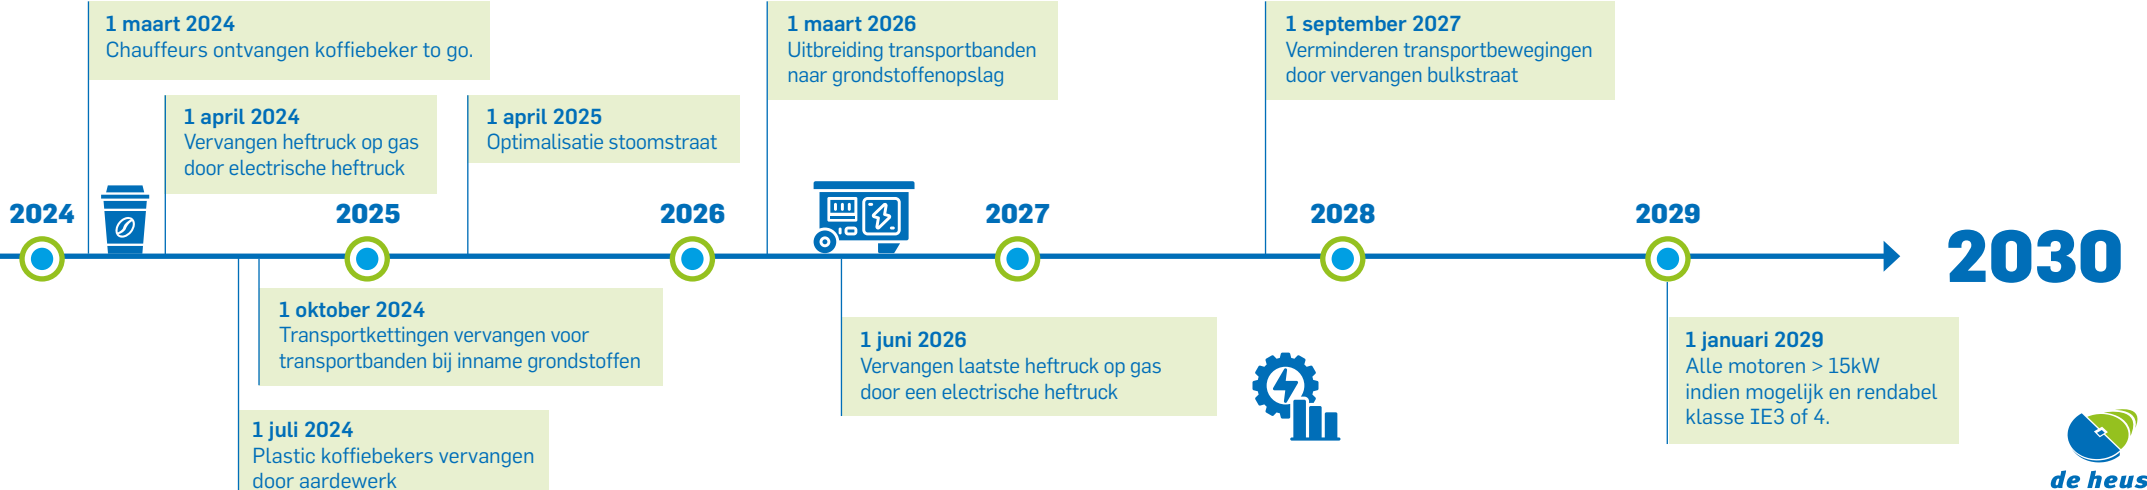 1 maart 2024
Chauffeurs ontvangen koffiebeker to go.
1 april 2024
Vervangen heftruck op gas
door electrische heftruck
1 april 2025
Optimalisatie stoomstraat
1 maart 2026
Uitbreiding transportbanden
naar grondstoffenopslag
1 september 2027
Verminderen transportbewegingen
door vervangen bulkstraat
2024
2025
2026
2027
2028
2029
2030
1 oktober 2024
Transportkettingen vervangen voor
transportbanden bij inname grondstoffen
1 juli 2024
Plastic koffiebekers vervangen
door aardewerk
1 juni 2026
Vervangen laatste heftruck op gas
door een electrische heftruck
1 januari 2029
Alle motoren > 15kW
indien mogelijk en rendabel
klasse IE3 of 4.
de heus